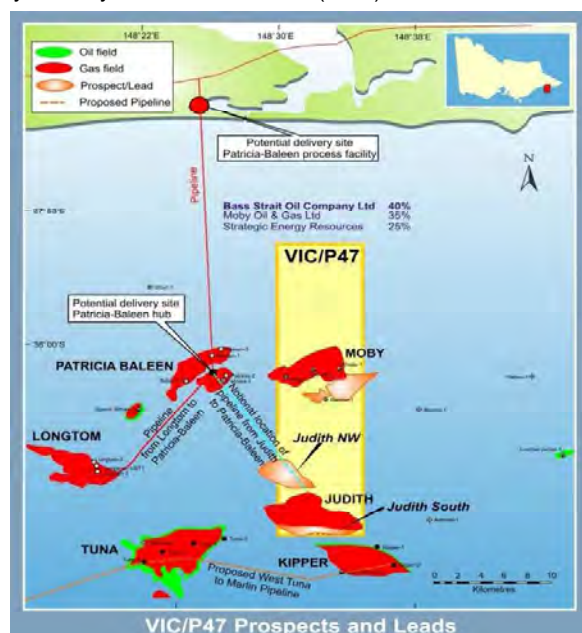 148°22'E
148°30'E
148°38'E
Oil field
Gas field
Prospect/Lead
Proposed Pipeline
Potential delivery site
Patricia-Baleen process facility
N
Pipeline
Bass Strait Oil Company Ltd 40%
Moby Oil & Gas Ltd 35%
Strategic Energy Resources 25%
VIC/P47
Potential delivery site
Patricia-Baleen hub
38°00'S
PATRICIA BALEEN
MOBY
Notional location of
Pipeline from Judith
to Patricia-Baleen
Pipeline
from Longtom to
Patricia-Baleen
LONGTOM
Judith NW
JUDITH
Judith South
TUNA
KIPPER
Proposed West Tuna
to Marlin Pipeline
0 2 4 6 8 10
Kilometres
VIC/P47 Prospects and Leads